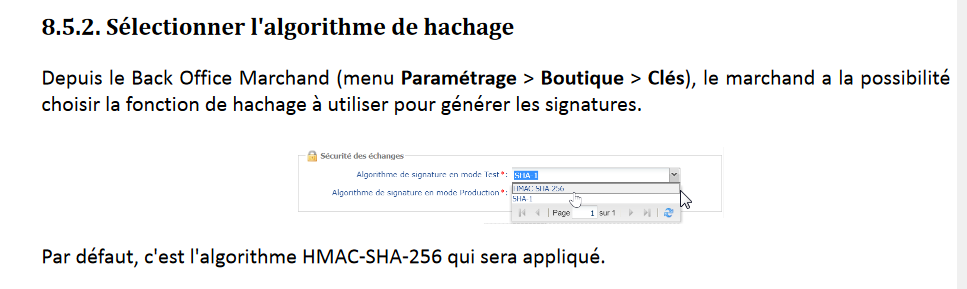 8.5.2. Sélectionner l'algorithme de hachage
Depuis le Back Office Marchand (menu Paramétrage > Boutique > Clés), le marchand a la possibilité
choisir la fonction de hachage à utiliser pour générer les signatures.
Sécurité des échanges
Algorithme de signature en mode Test*: SHA-1
HMAC-SHA-256
Algorithme de signature en mode Production*:
SHA-1
Page 1 sur 1
Par défaut, c'est l'algorithme HMAC-SHA-256 qui sera appliqué.